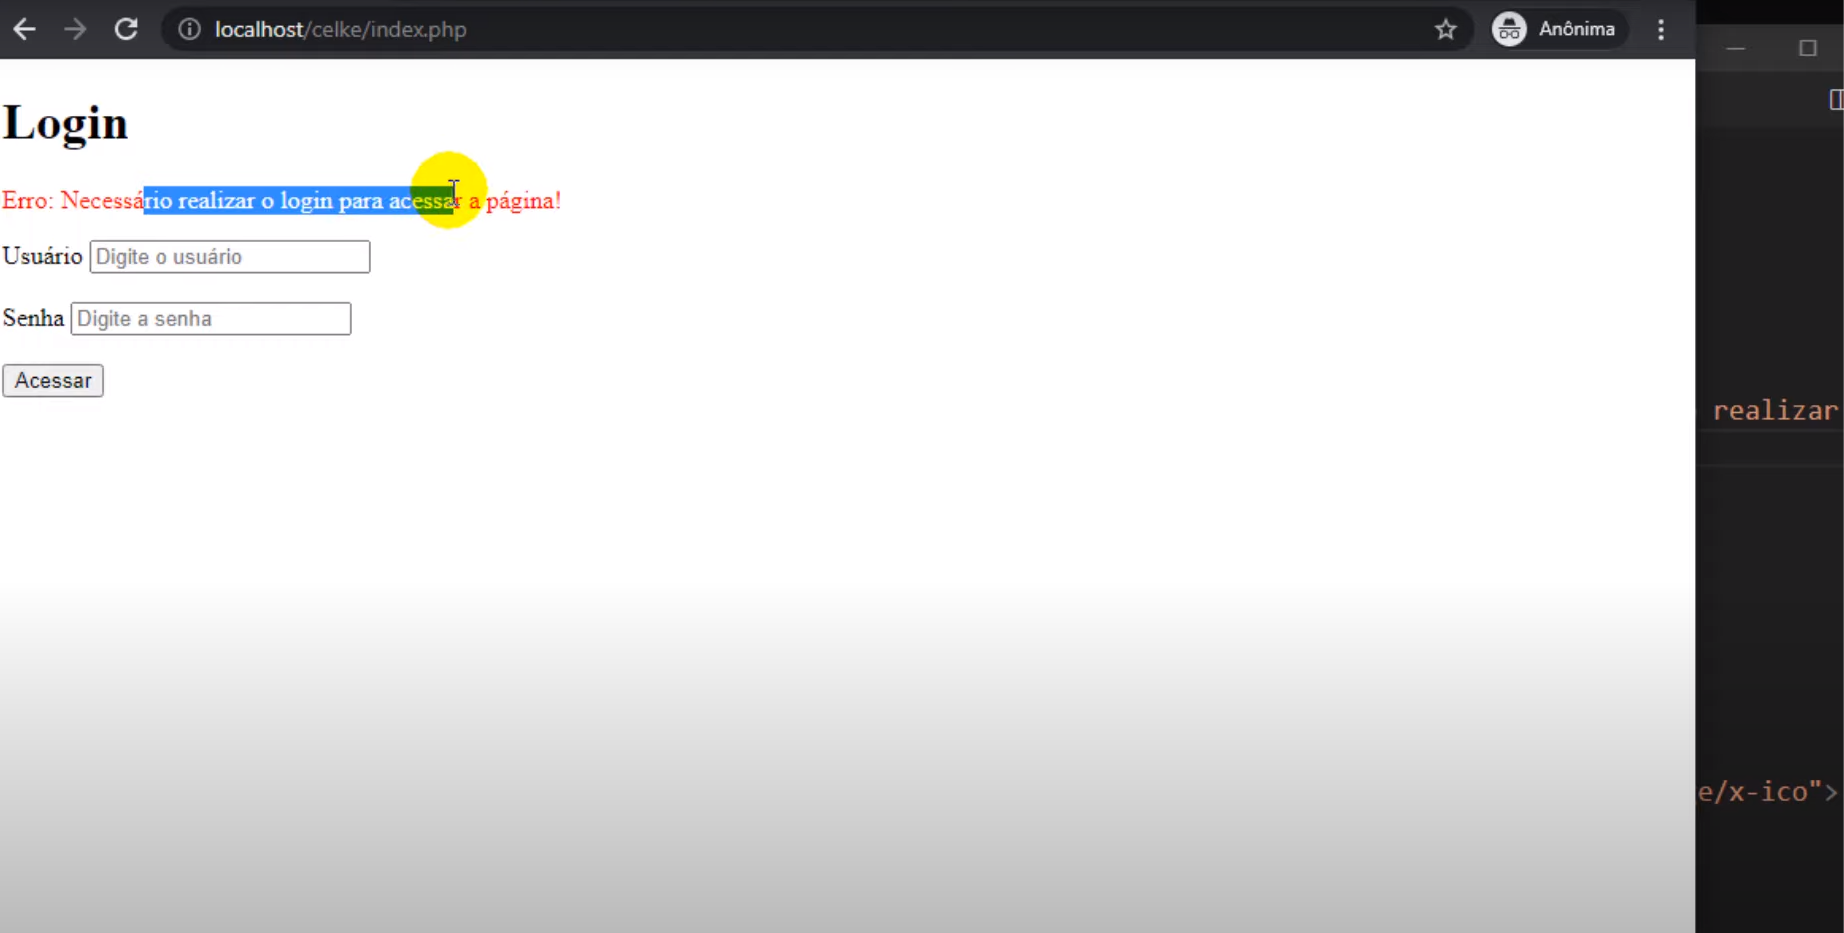 localhost/celke/index.php
Anônima
Login
Erro: Necessário realizar o login para acessar a página!
Usuário Digite o usuário
Senha Digite a senha
Acessar
realizar
e/x-ico">